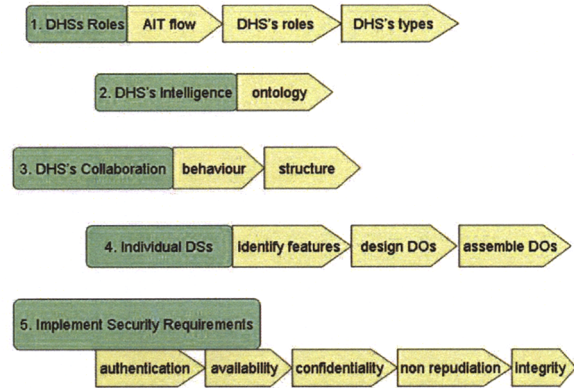 1. DHSs Roles AIT flow DHS's roles DHS's types
2. DHS's Intelligence ontology
3. DHS's Collaboration behaviour structure
4. Individual DSs identify features design DOs assemble DOs
5. Implement Security Requirements
authentication availability confidentiality non repudiation integrity